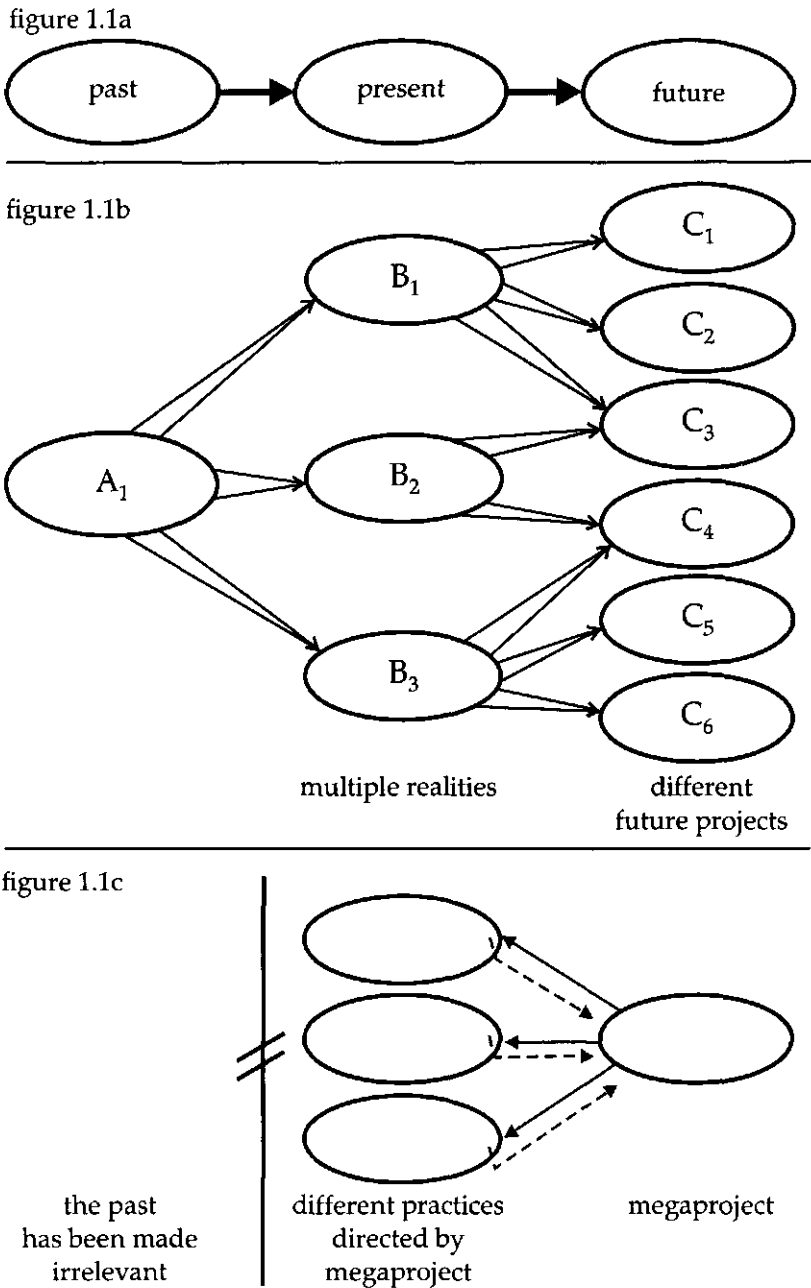 figure 1.1a
past
present
future
figure 1.1b
A₁
B₁
B₂
B₃
C₁
C₂
C₃
C₄
C₅
C₆
multiple realities
different
future projects
figure 1.1c
the past
has been made
irrelevant
different practices
directed by
megaproject
megaproject